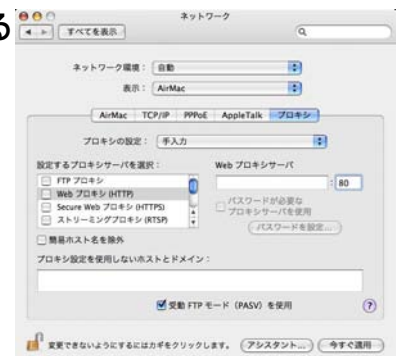 る
ネットワーク
すべてを表示
ネットワーク環境： 自動
表示： AirMac
AirMac TCP/IP PPPoE AppleTalk プロキシ
プロキシの設定： 手入力
設定するプロキシサーバを選択： Web プロキシサーバ
FTP プロキシ : 80
Web プロキシ (HTTP) パスワードが必要な
Secure Web プロキシ (HTTPS) プロキシサーバを使用
ストリーミングプロキシ (RTSP) パスワードを設定...
簡易ホスト名を除外
プロキシ設定を使用しないホストとドメイン：
受動 FTP モード（PASV）を使用 ?
変更できないようにするにはカギをクリックします。 アシスタント... 今すぐ適用